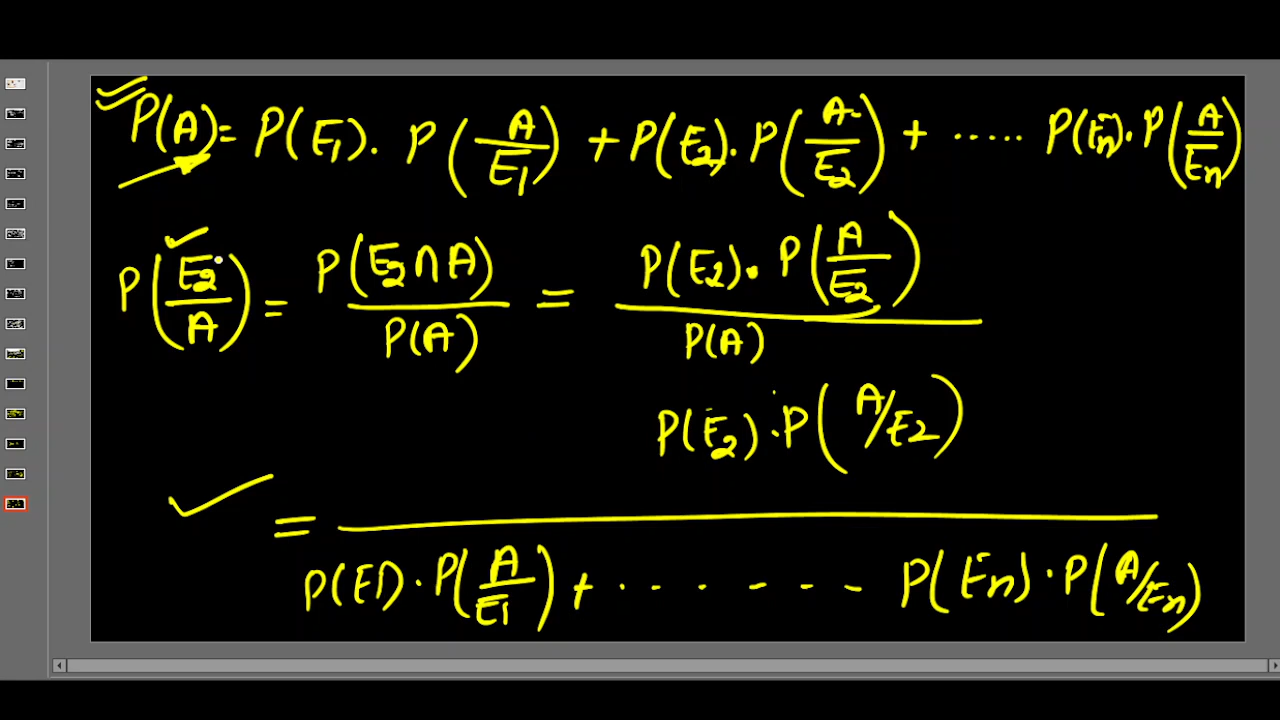 P(A) = P(E1). P(A/E1) + P(E2). P(A/E2) + ..... P(En). P(A/En)
P(E2/A) = P(E2∩A)/P(A) = P(E2). P(A/E2)/P(A)
P(E2).P(A/E2)
=
P(E1).P(A/E1) + ...... P(En).P(A/En)